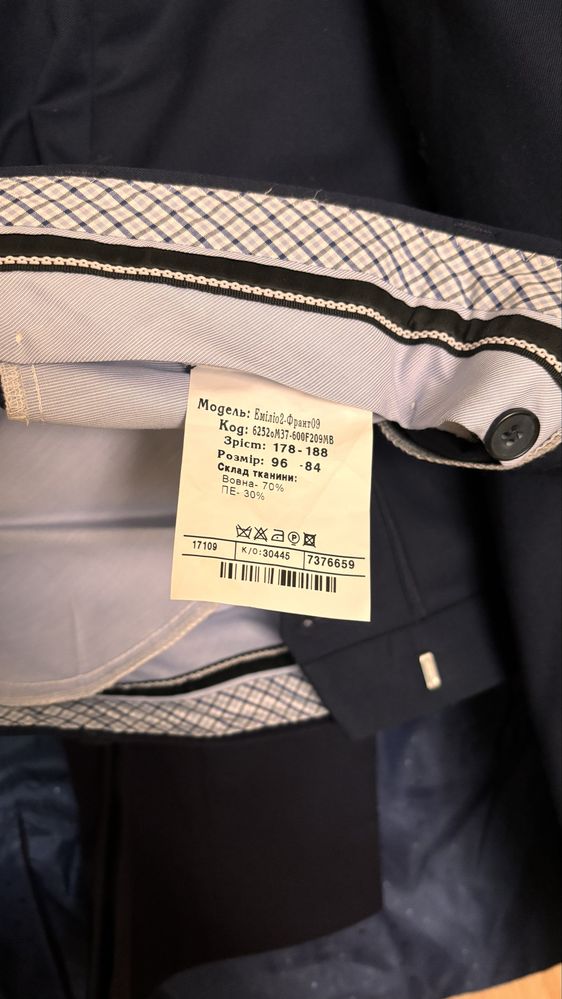 Модель: Еміліо2-Франт09
Код: 6252оМ37-600F209МВ
Зріст: 178-188
Розмір: 96 -84
Склад тканини:
Вовна- 70%
ПЕ- 30%
17109 К/О:30445 7376659